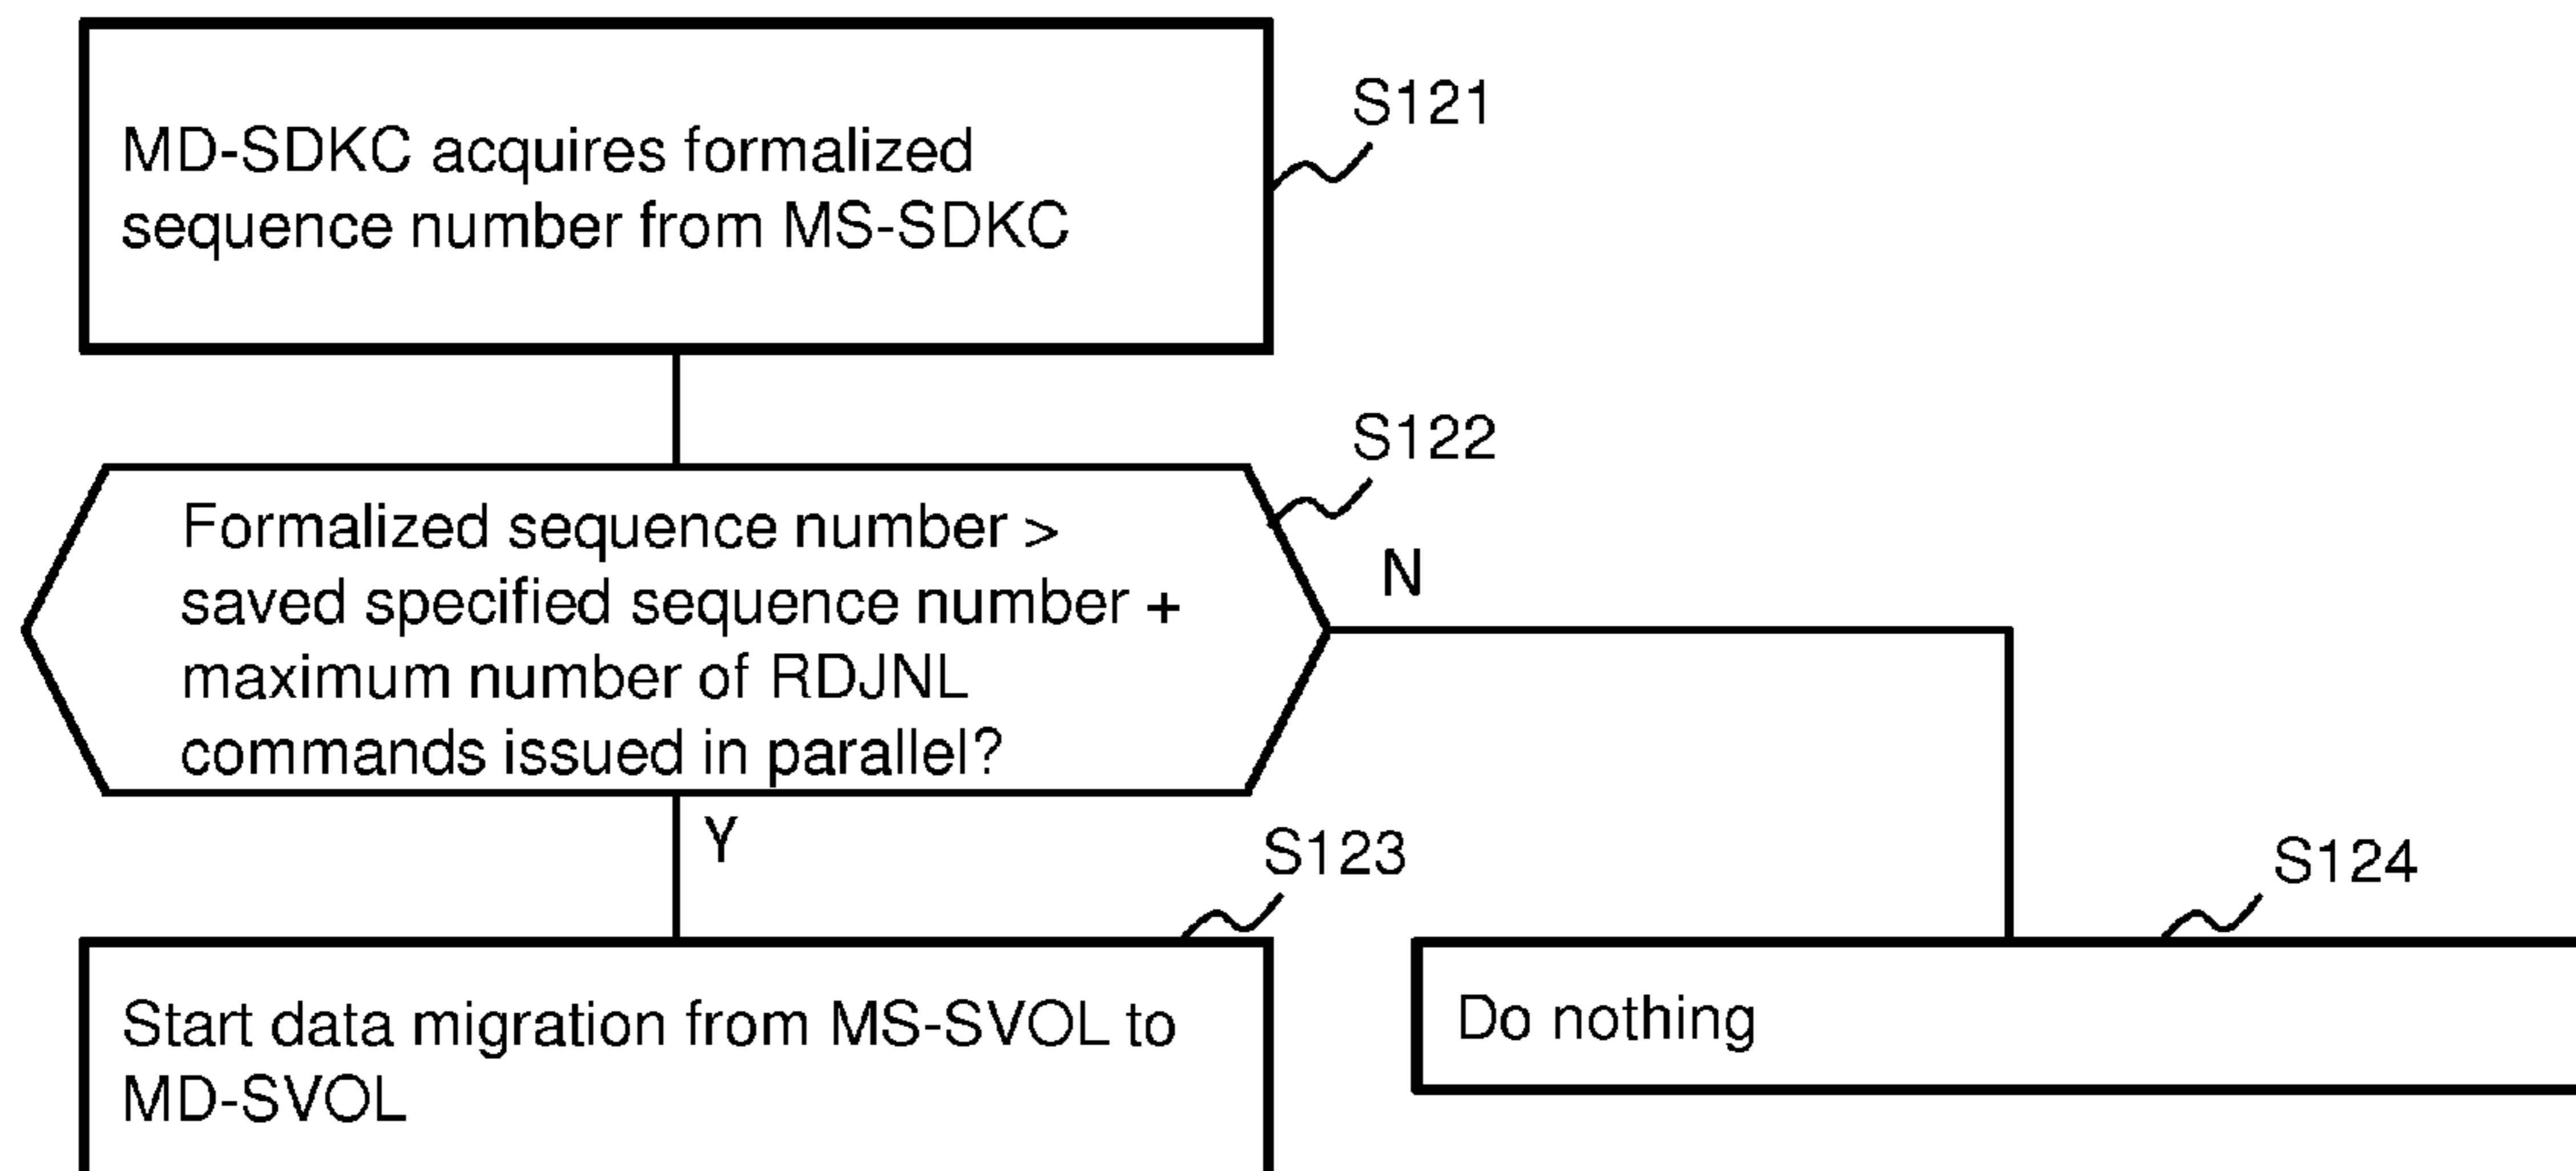 S121
MD-SDKC acquires formalized
sequence number from MS-SDKC
S122
Formalized sequence number >
saved specified sequence number +
maximum number of RDJNL
commands issued in parallel?
N
Y
S123
S124
Start data migration from MS-SVOL to
MD-SVOL
Do nothing